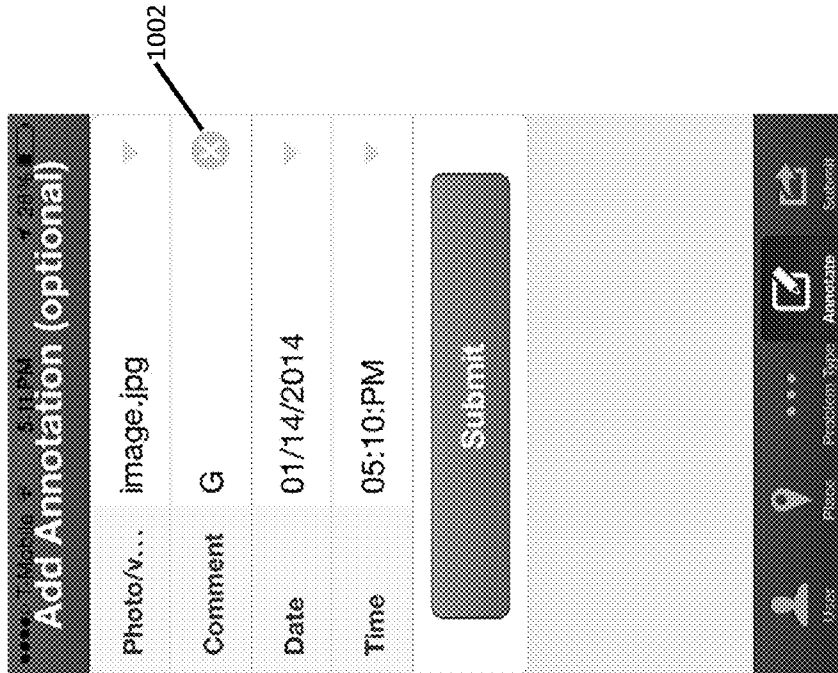 T-Mobile 5:11 PM
Add Annotation (optional)
Photo/v... image.jpg
Comment G
1002
Date 01/14/2014
Time 05:10:PM
Submit
Place Annotate Submit